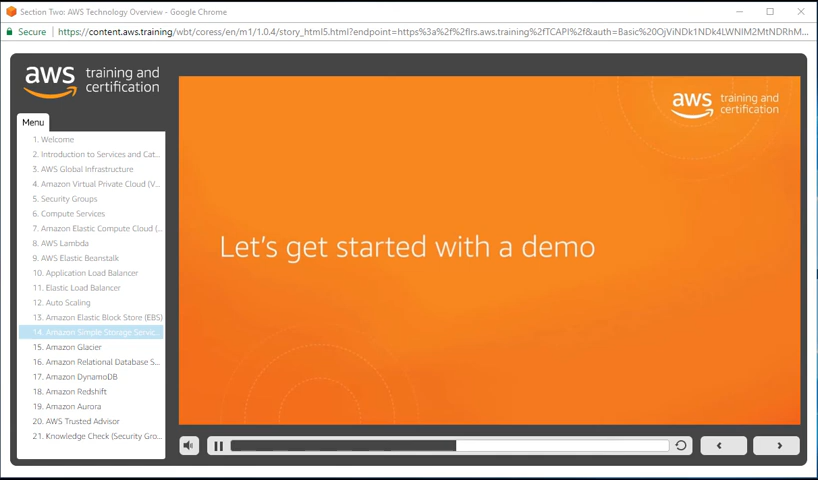 Section Two: AWS Technology Overview - Google Chrome
Secure
https://content.aws.training/wbt/coress/en/m1/1.0.4/story_html5.html?endpoint=https%3a%2f%2flrs.aws.training%2fTCAPI%2f&auth=Basic%20OjViNDk1NDk4LWNlM2MtNDRhM...
aws training and certification
Menu
1. Welcome
2. Introduction to Services and Cat...
3. AWS Global Infrastructure
4. Amazon Virtual Private Cloud (V...
5. Security Groups
6. Compute Services
7. Amazon Elastic Compute Cloud (...
8. AWS Lambda
9. AWS Elastic Beanstalk
10. Application Load Balancer
11. Elastic Load Balancer
12. Auto Scaling
13. Amazon Elastic Block Store (EBS)
14. Amazon Simple Storage Servic...
15. Amazon Glacier
16. Amazon Relational Database S...
17. Amazon DynamoDB
18. Amazon Redshift
19. Amazon Aurora
20. AWS Trusted Advisor
21. Knowledge Check (Security Gro...
aws training and certification
Let's get started with a demo